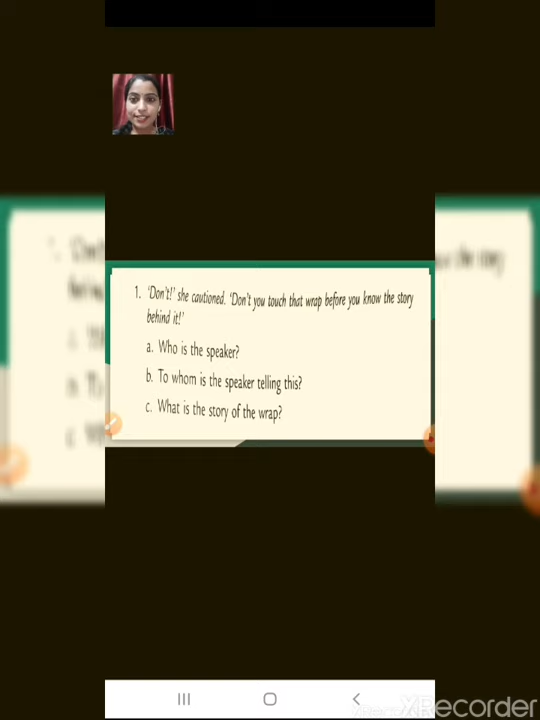 1. 'Don't!' she cautioned. 'Don't you touch that wrap before you know the story
behind it!'
a. Who is the speaker?
b. To whom is the speaker telling this?
c. What is the story of the wrap?
XRecorder